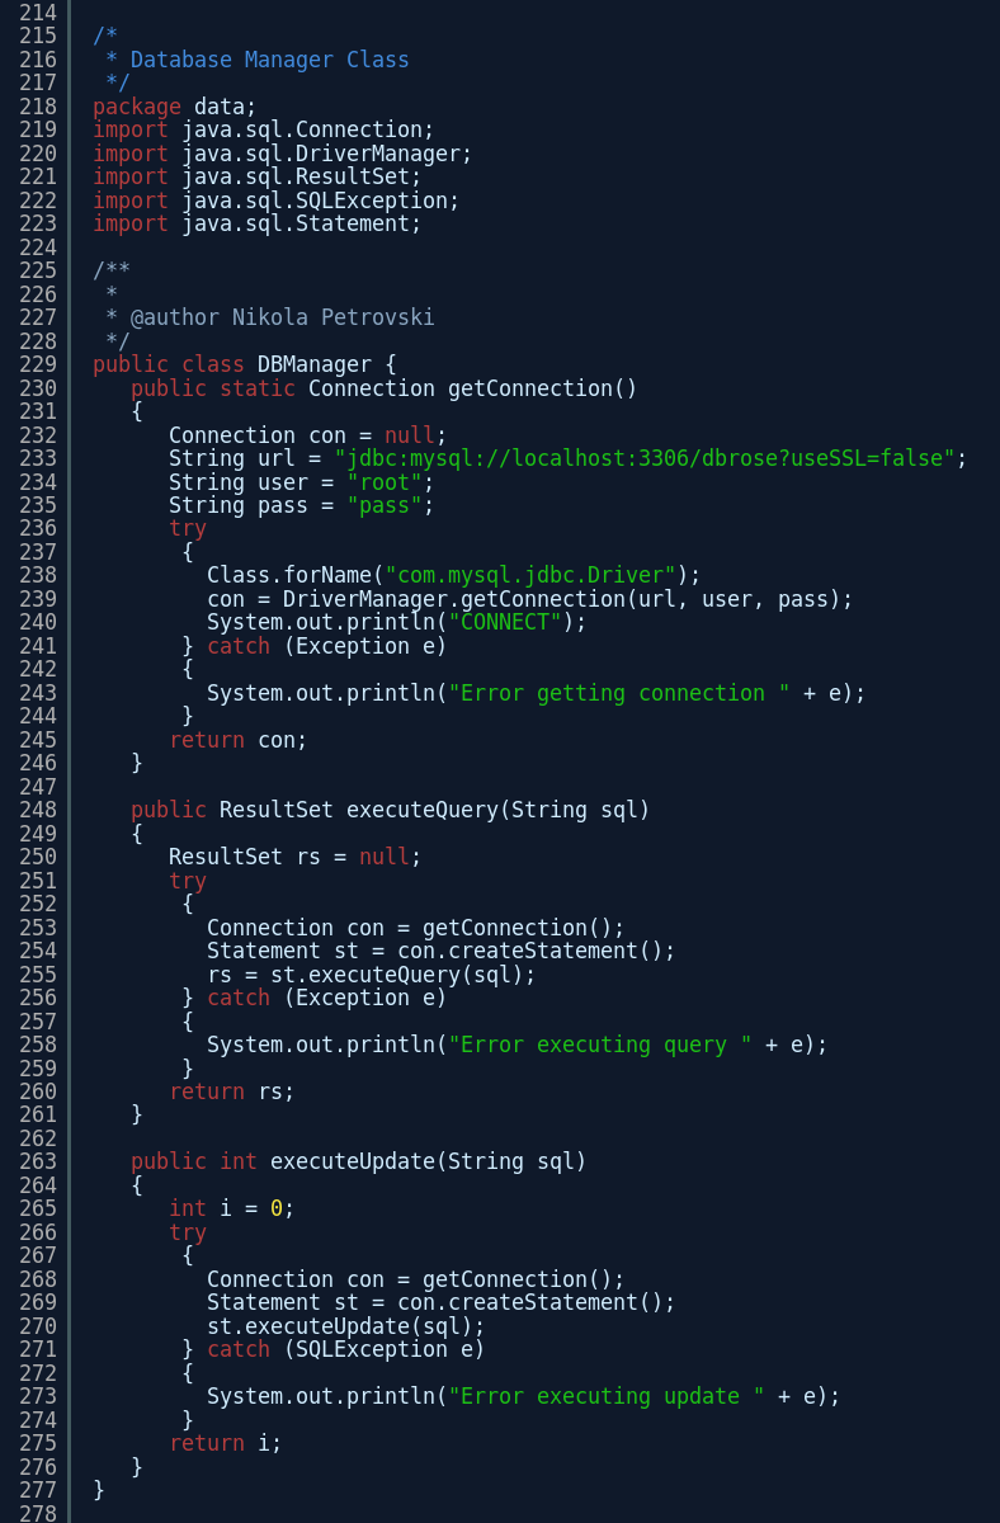 214
215 /*
216  * Database Manager Class
217  */
218 package data;
219 import java.sql.Connection;
220 import java.sql.DriverManager;
221 import java.sql.ResultSet;
222 import java.sql.SQLException;
223 import java.sql.Statement;
224
225 /**
226  *
227  * @author Nikola Petrovski
228  */
229 public class DBManager {
230    public static Connection getConnection()
231    {
232       Connection con = null;
233       String url = "jdbc:mysql://localhost:3306/dbrose?useSSL=false";
234       String user = "root";
235       String pass = "pass";
236       try
237        {
238          Class.forName("com.mysql.jdbc.Driver");
239          con = DriverManager.getConnection(url, user, pass);
240          System.out.println("CONNECT");
241        } catch (Exception e)
242        {
243          System.out.println("Error getting connection " + e);
244        }
245       return con;
246    }
247
248    public ResultSet executeQuery(String sql)
249    {
250       ResultSet rs = null;
251       try
252        {
253          Connection con = getConnection();
254          Statement st = con.createStatement();
255          rs = st.executeQuery(sql);
256        } catch (Exception e)
257        {
258          System.out.println("Error executing query " + e);
259        }
260       return rs;
261    }
262
263    public int executeUpdate(String sql)
264    {
265       int i = 0;
266       try
267        {
268          Connection con = getConnection();
269          Statement st = con.createStatement();
270          st.executeUpdate(sql);
271        } catch (SQLException e)
272        {
273          System.out.println("Error executing update " + e);
274        }
275       return i;
276    }
277 }
278